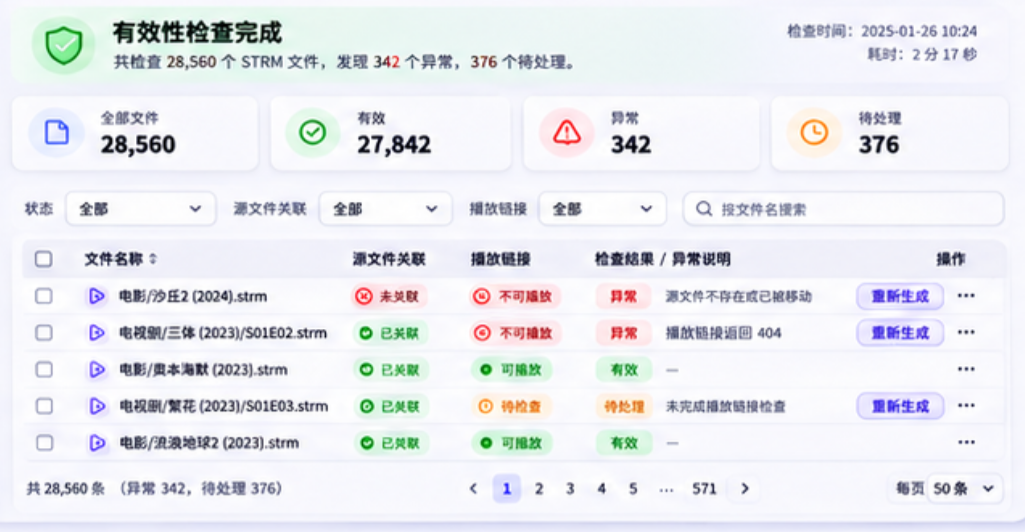 有效性检查完成
共检查 28,560 个 STRM 文件，发现 342 个异常，376 个待处理。
检查时间：2025-01-26 10:24
耗时：2 分 17 秒
全部文件
28,560
有效
27,842
异常
342
待处理
376
状态 全部 源文件关联 全部 播放链接 全部 按文件名搜索
文件名称 源文件关联 播放链接 检查结果 / 异常说明 操作
电影/沙丘2 (2024).strm 未关联 不可播放 异常 源文件不存在或已被移动 重新生成 ···
电视剧/三体 (2023)/S01E02.strm 已关联 不可播放 异常 播放链接返回 404 重新生成 ···
电影/奥本海默 (2023).strm 已关联 可播放 有效 — ···
电视剧/繁花 (2023)/S01E03.strm 已关联 待检查 待处理 未完成播放链接检查 重新生成 ···
电影/流浪地球2 (2023).strm 已关联 可播放 有效 — ···
共 28,560 条 （异常 342，待处理 376） < 1 2 3 4 5 ··· 571 > 每页 50 条